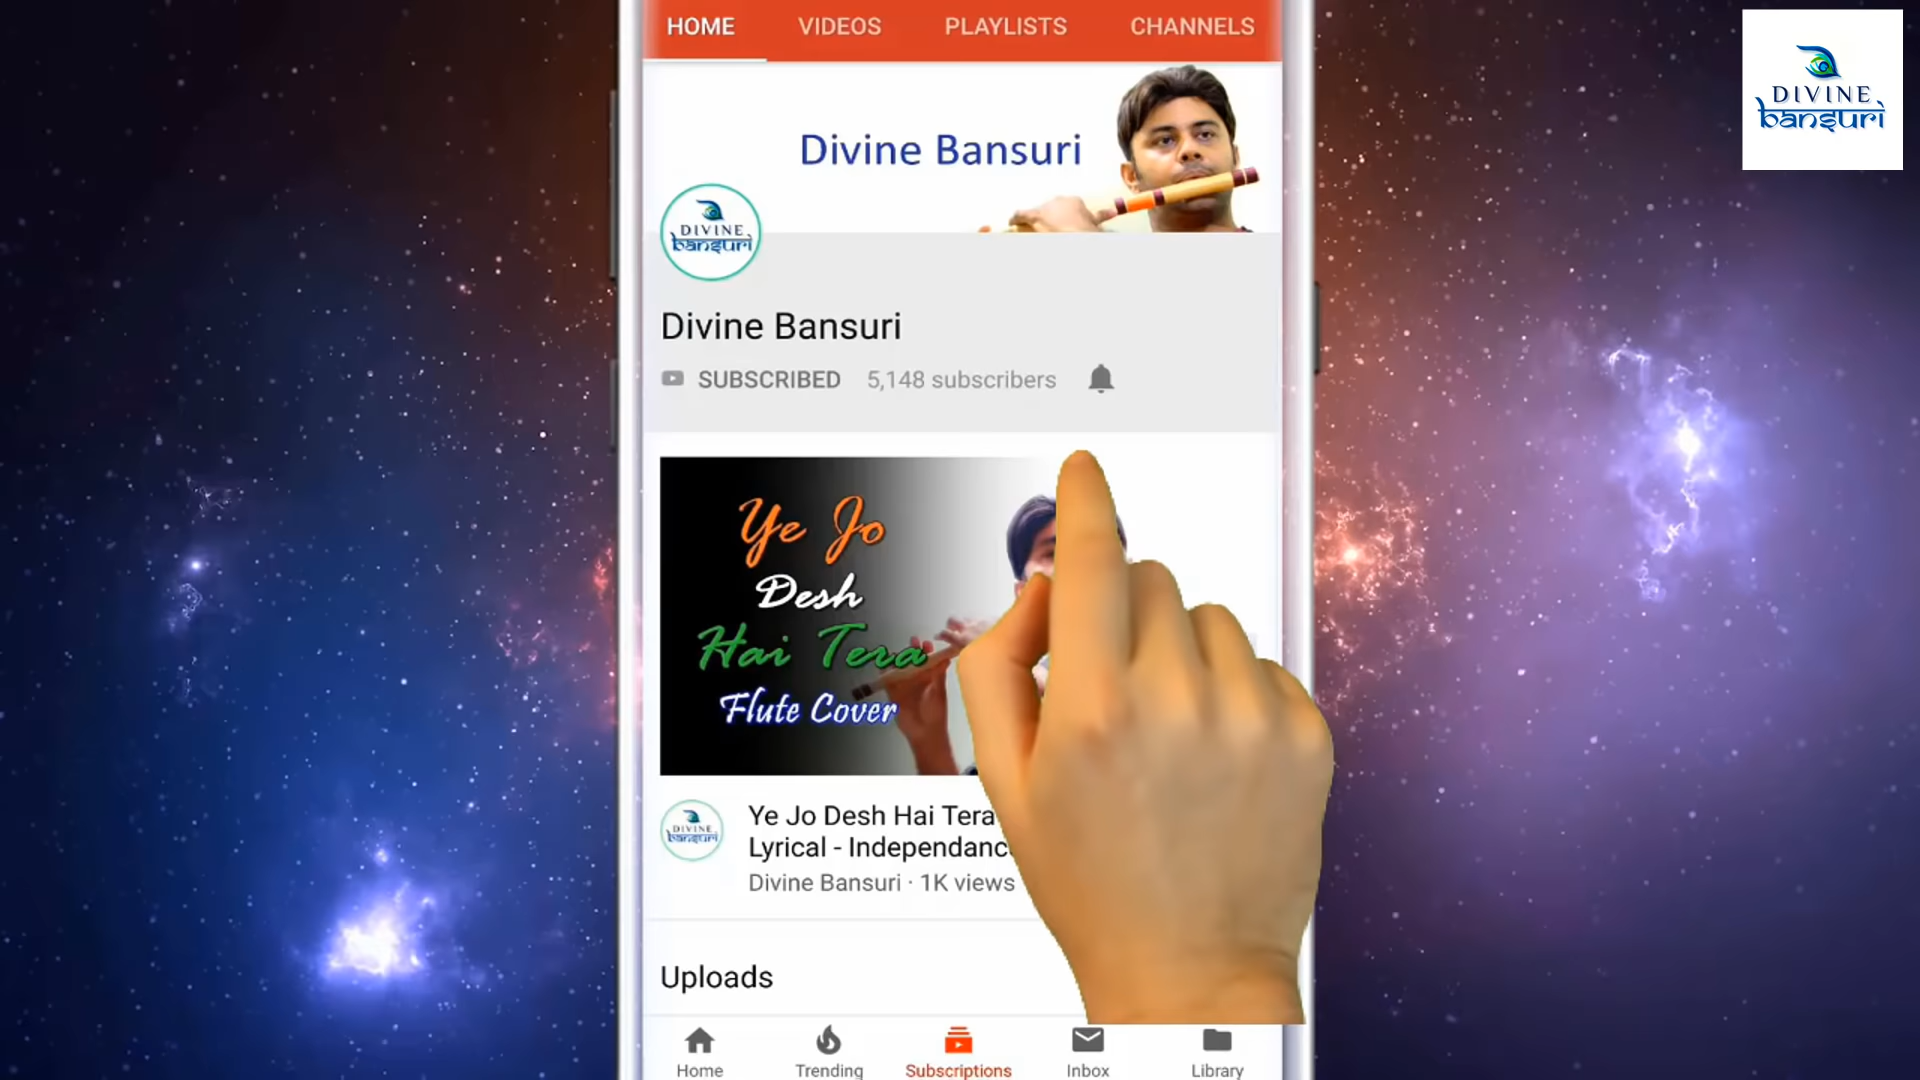 HOME VIDEOS PLAYLISTS CHANNELS
DIVINE
bansuri
Divine Bansuri
DIVINE
bansuri
Divine Bansuri
SUBSCRIBED 5,148 subscribers
Ye Jo
Desh
Hai Tera
Flute Cover
DIVINE
bansuri
Ye Jo Desh Hai Tera
Lyrical - Independanc
Divine Bansuri · 1K views
Uploads
Home Trending Subscriptions Inbox Library